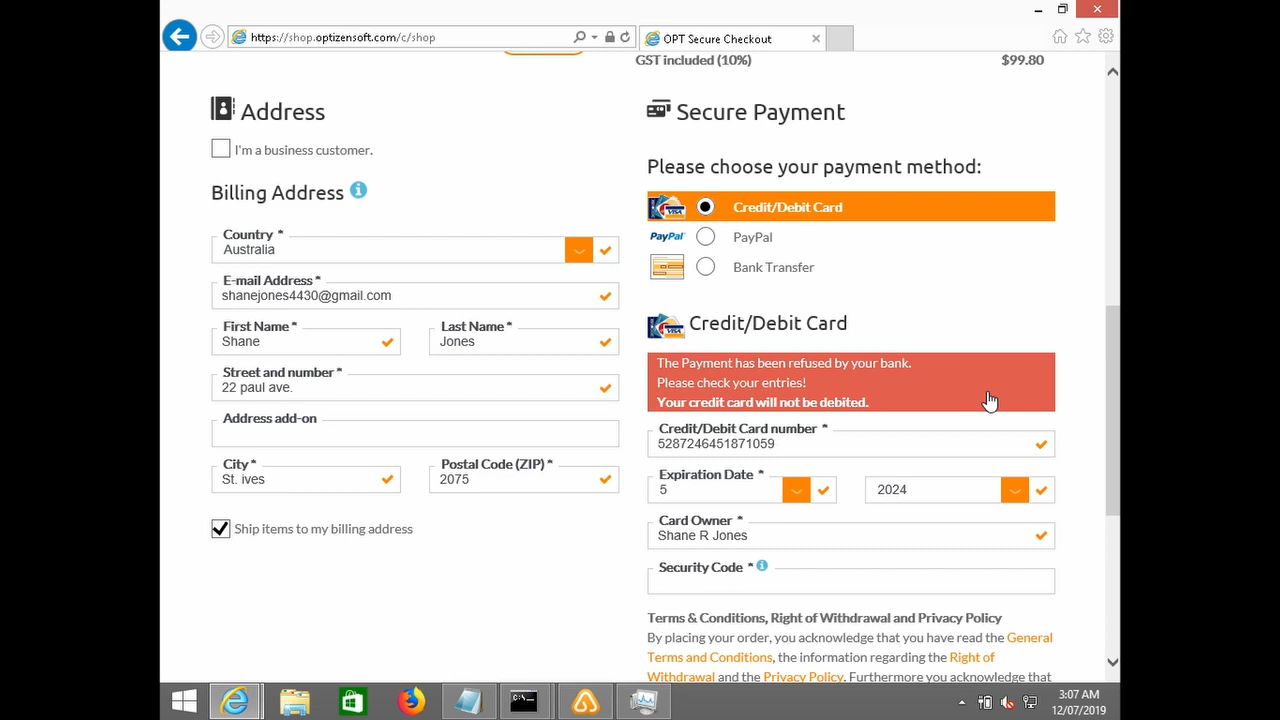 https://shop.optizensoft.com/c/shop
OPT Secure Checkout
GST included (10%) $99.80
Address
I'm a business customer.
Billing Address
Country *
Australia
E-mail Address *
shanejones4430@gmail.com
First Name *
Shane
Last Name *
Jones
Street and number *
22 paul ave.
Address add-on
City *
St. ives
Postal Code (ZIP) *
2075
Ship items to my billing address
Secure Payment
Please choose your payment method:
VISA Credit/Debit Card
PayPal PayPal
Bank Transfer
VISA Credit/Debit Card
The Payment has been refused by your bank.
Please check your entries!
Your credit card will not be debited.
Credit/Debit Card number *
5287246451871059
Expiration Date *
5
2024
Card Owner *
Shane R Jones
Security Code *
Terms & Conditions, Right of Withdrawal and Privacy Policy
By placing your order, you acknowledge that you have read the General
Terms and Conditions, the information regarding the Right of
Withdrawal and the Privacy Policy. Furthermore you acknowledge that
3:07 AM
12/07/2019